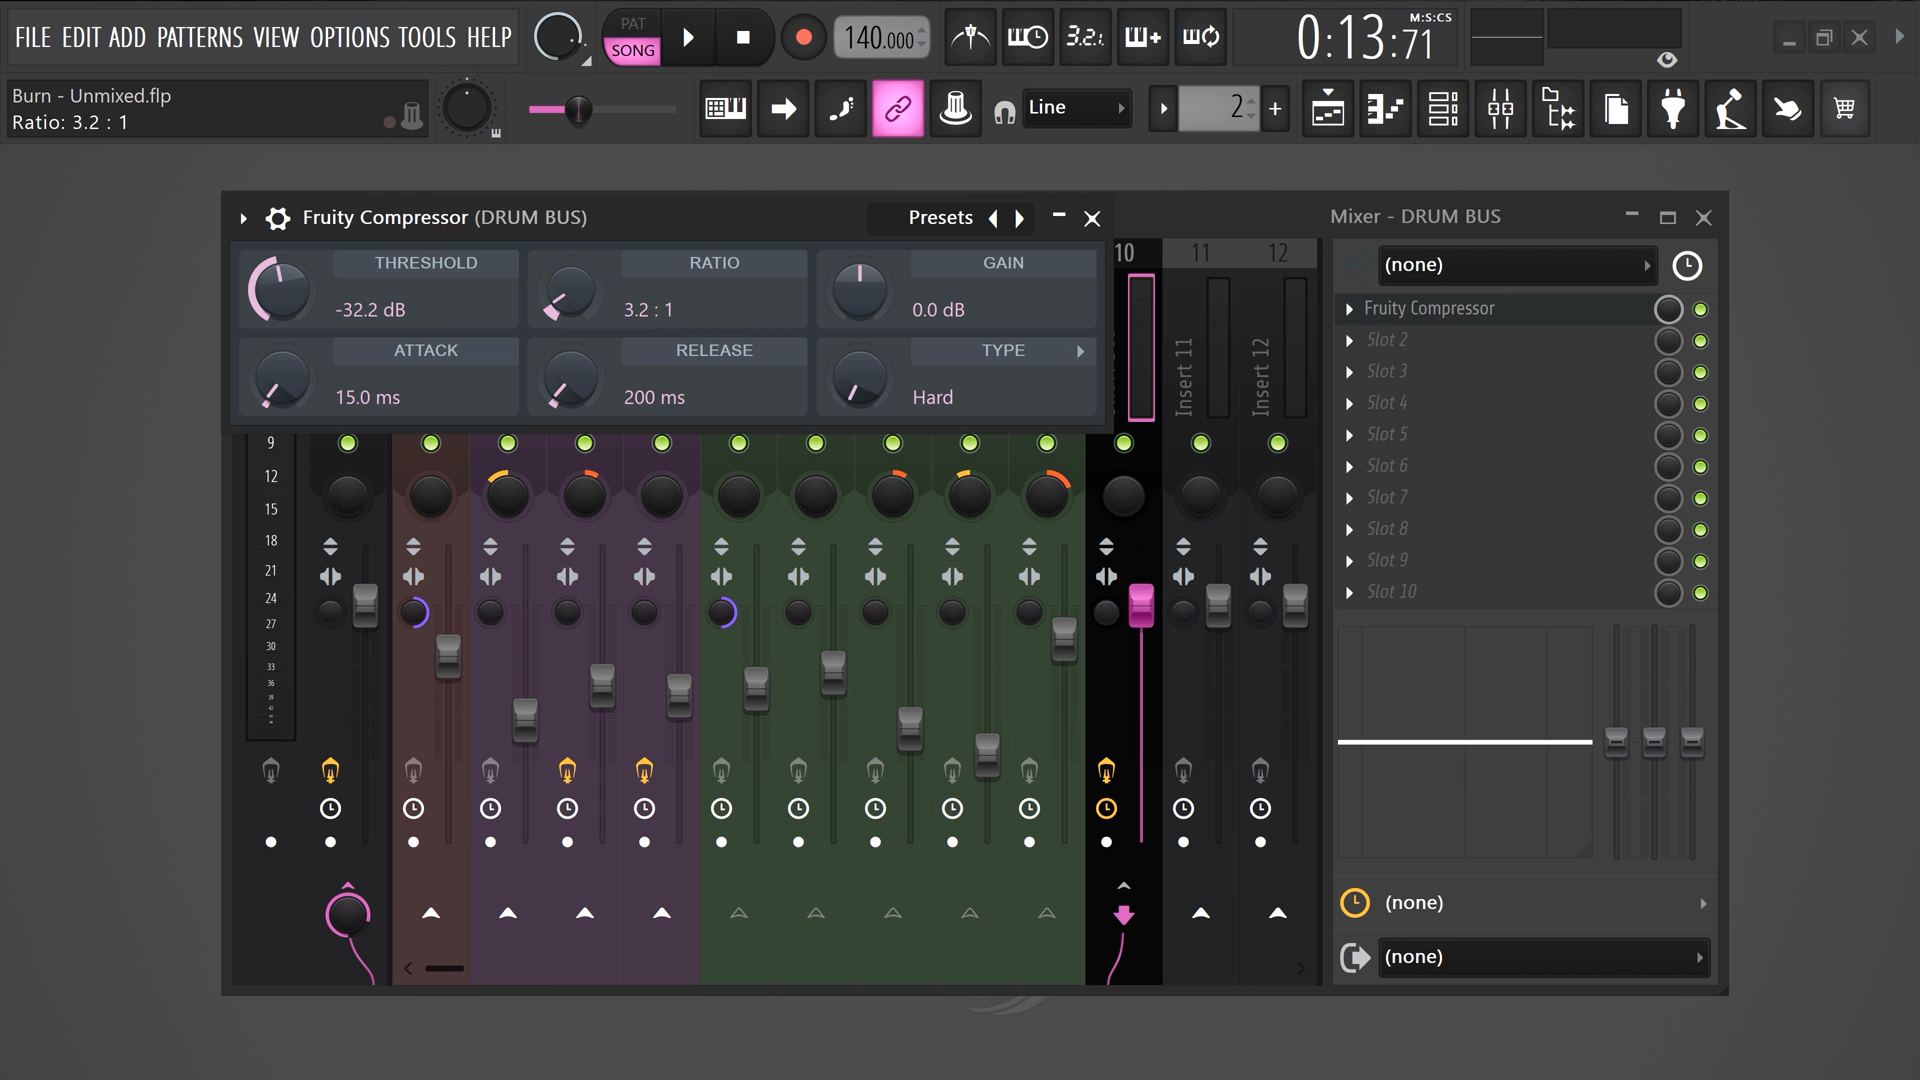 FILE EDIT ADD PATTERNS VIEW OPTIONS TOOLS HELP
PAT
SONG
140.000
3.2.
M:S:CS
0:13:71
Burn - Unmixed.flp
Ratio: 3.2 : 1
Line
2
Fruity Compressor (DRUM BUS)
Presets
THRESHOLD
-32.2 dB
RATIO
3.2 : 1
GAIN
0.0 dB
ATTACK
15.0 ms
RELEASE
200 ms
TYPE
Hard
Mixer - DRUM BUS
10
11
12
Insert 11
Insert 12
9
12
15
18
21
24
27
30
33
36
(none)
Fruity Compressor
Slot 2
Slot 3
Slot 4
Slot 5
Slot 6
Slot 7
Slot 8
Slot 9
Slot 10
(none)
(none)